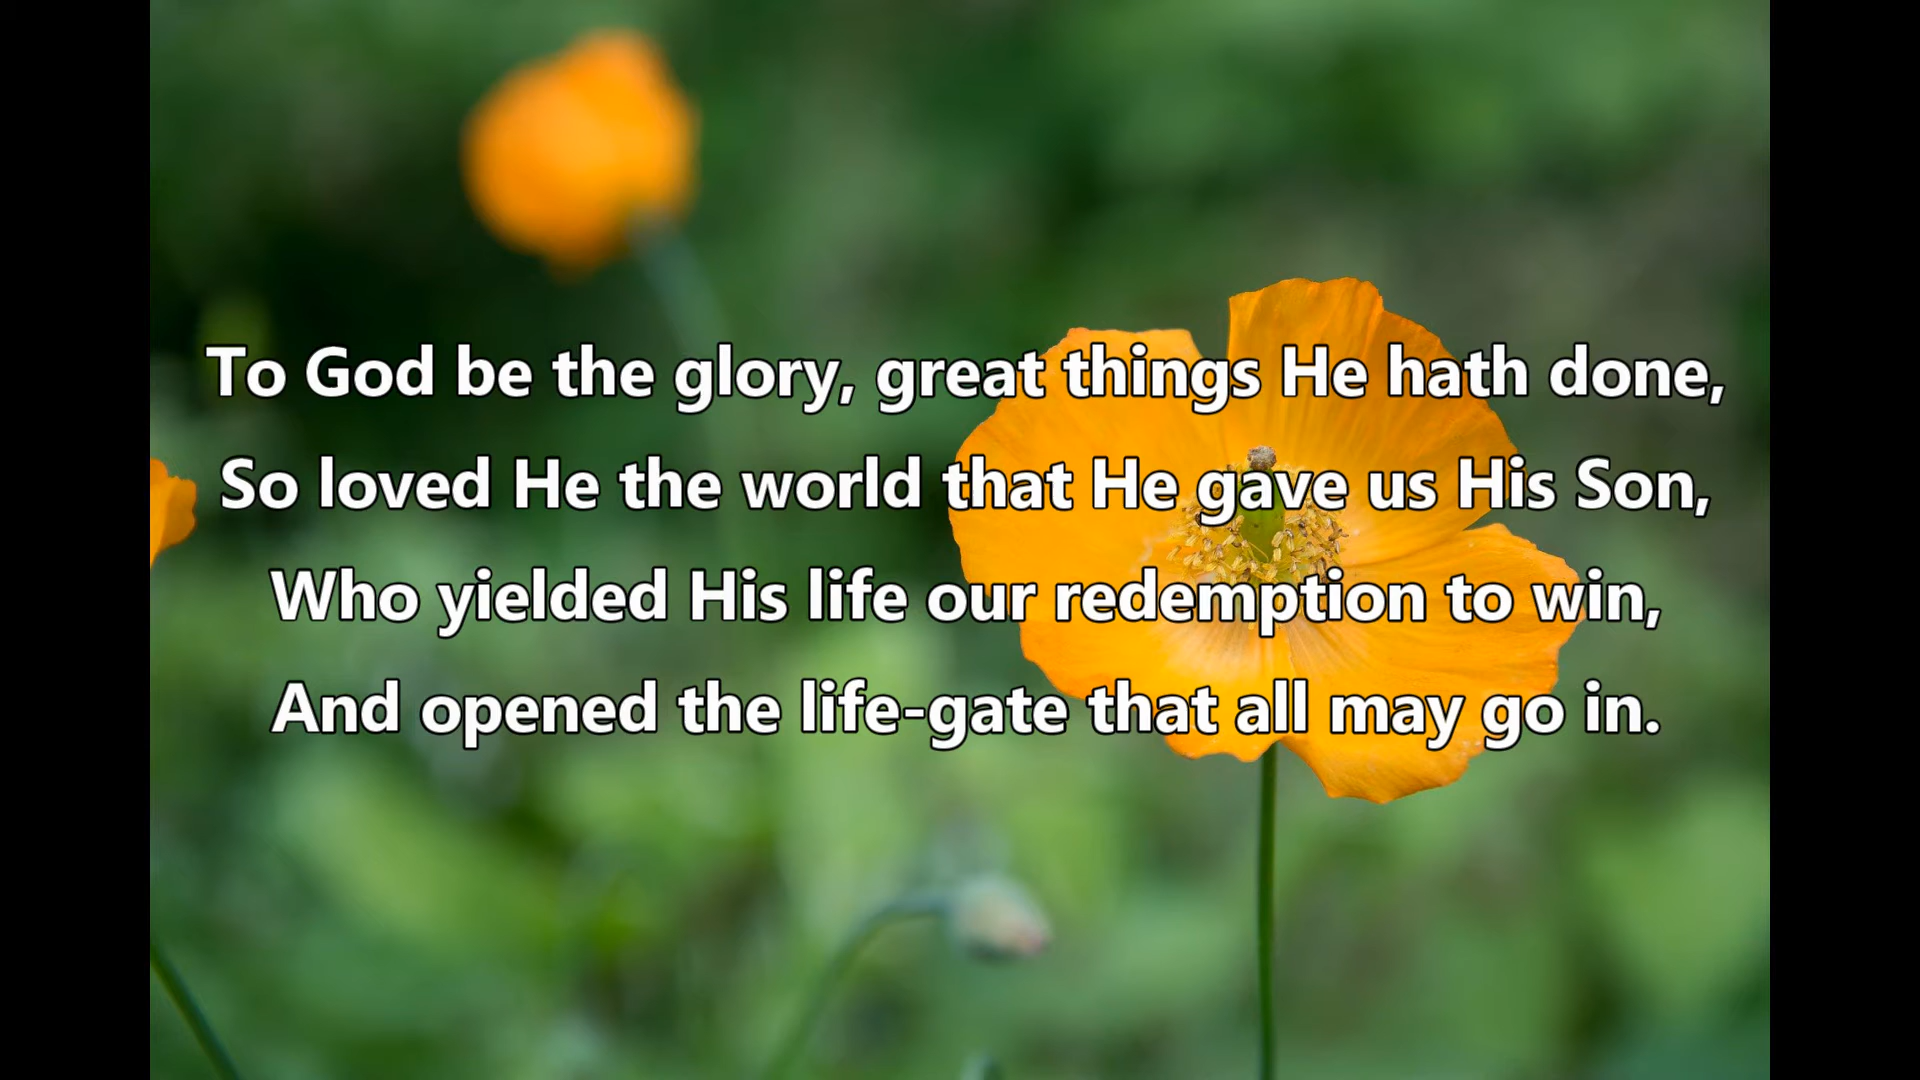 To God be the glory, great things He hath done,
So loved He the world that He gave us His Son,
Who yielded His life our redemption to win,
And opened the life-gate that all may go in.